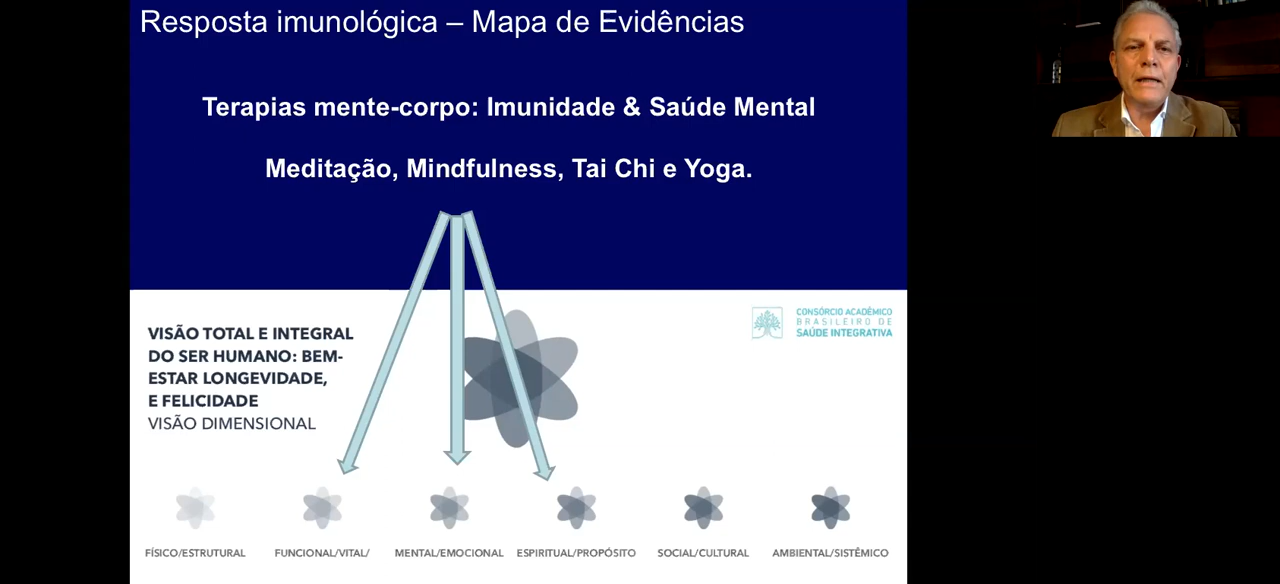 Resposta imunológica – Mapa de Evidências
Terapias mente-corpo: Imunidade & Saúde Mental
Meditação, Mindfulness, Tai Chi e Yoga.
VISÃO TOTAL E INTEGRAL
DO SER HUMANO: BEM-
ESTAR LONGEVIDADE,
E FELICIDADE
VISÃO DIMENSIONAL
CONSÓRCIO ACADÊMICO
BRASILEIRO DE
SAÚDE INTEGRATIVA
FÍSICO/ESTRUTURAL
FUNCIONAL/VITAL/
MENTAL/EMOCIONAL
ESPIRITUAL/PROPÓSITO
SOCIAL/CULTURAL
AMBIENTAL/SISTÊMICO